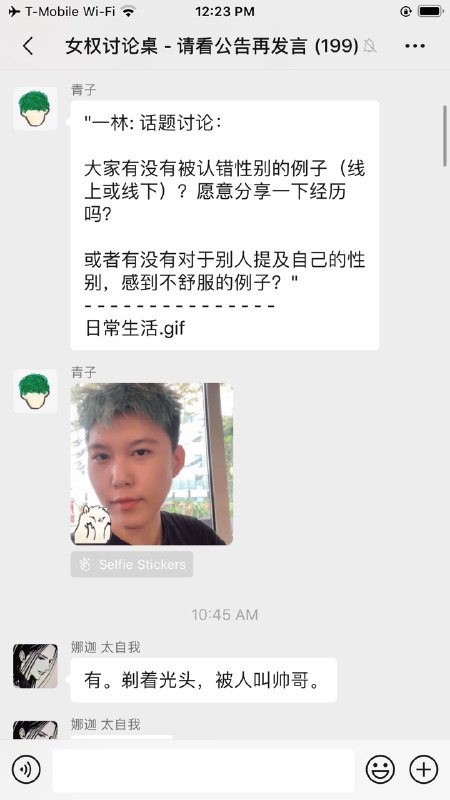 T-Mobile Wi-Fi 12:23 PM
女权讨论桌 - 请看公告再发言 (199)
青子
"一林: 话题讨论：
大家有没有被认错性别的例子（线
上或线下）？愿意分享一下经历
吗？
或者有没有对于别人提及自己的性
别，感到不舒服的例子？"
- - - - - - - - - - - - - - -
日常生活.gif
青子
Selfie Stickers
10:45 AM
娜迦 太自我
有。剃着光头，被人叫帅哥。
娜迦 太自我